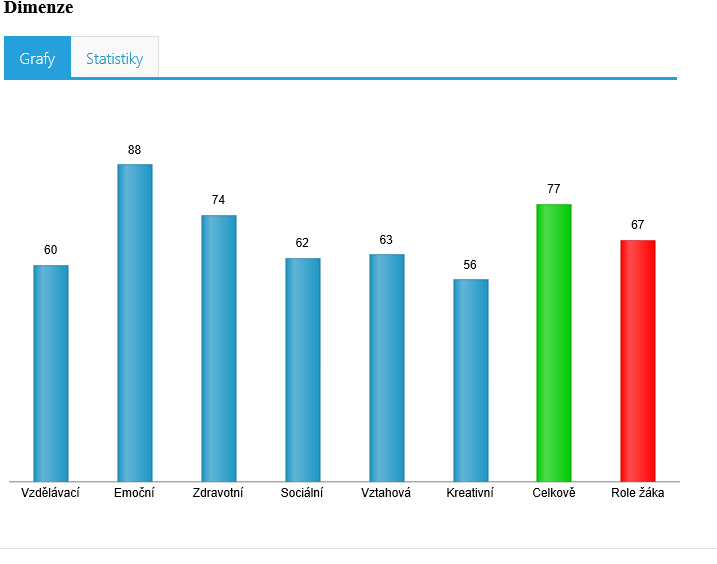 Dimenze
Grafy Statistiky
60 88 74 62 63 56 77 67
Vzdělávací Emoční Zdravotní Sociální Vztahová Kreativní Celkově Role žáka